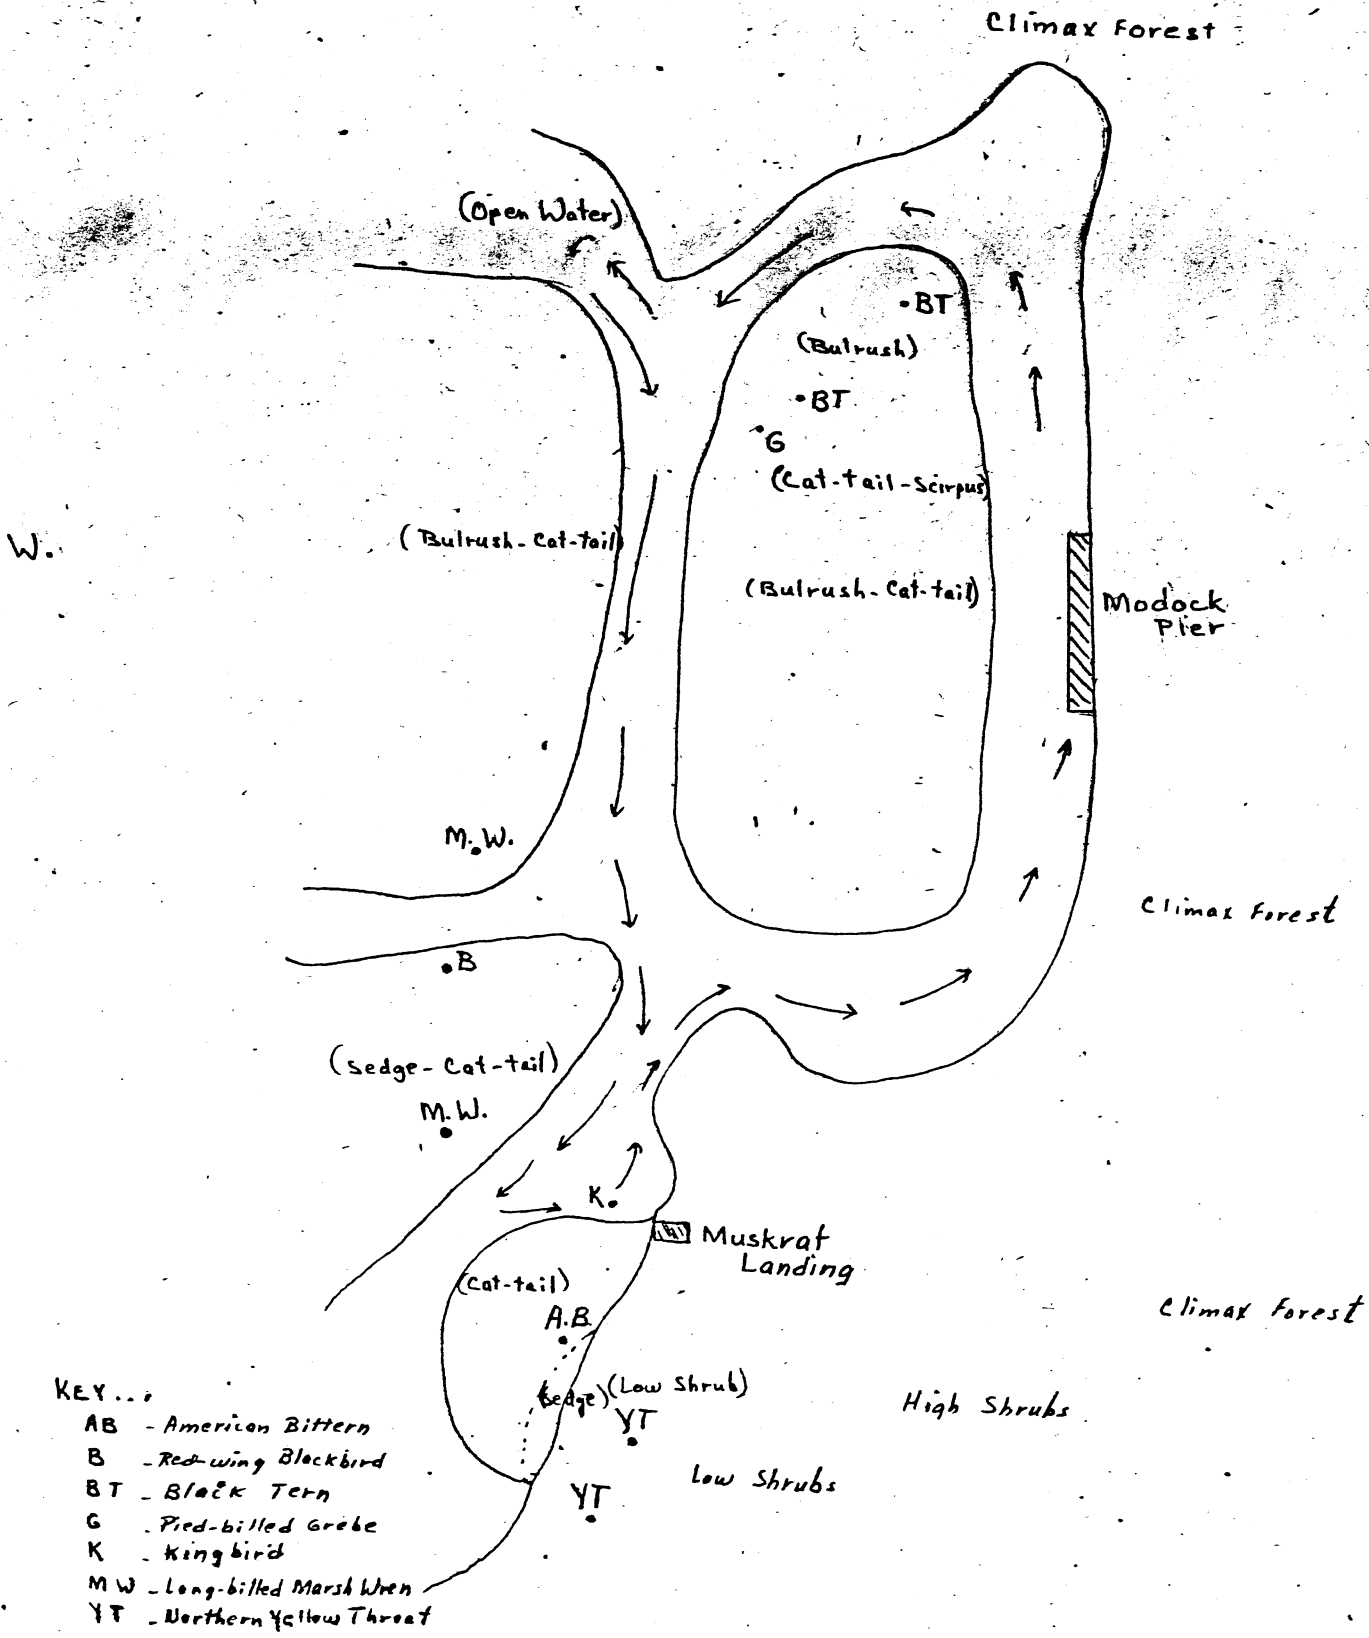 Climax Forest
(Open Water)
BT
(Bulrush)
BT
G
(Cat-tail-Scirpus)
W.
(Bulrush-Cat-tail)
(Bulrush-Cat-tail)
Modock
Pier
M.W.
Climax Forest
B
(Sedge-Cat-tail)
M.W.
K.
Muskrat
Landing
(Cat-tail)
A.B.
Climax Forest
(Sedge)
(Low Shrub)
YT
High Shrubs
Low Shrubs
YT
KEY...
AB - American Bittern
B - Red-wing Blackbird
BT - Black Tern
G - Pied-billed Grebe
K - Kingbird
MW - Long-billed Marsh Wren
YT - Northern Yellow Throat